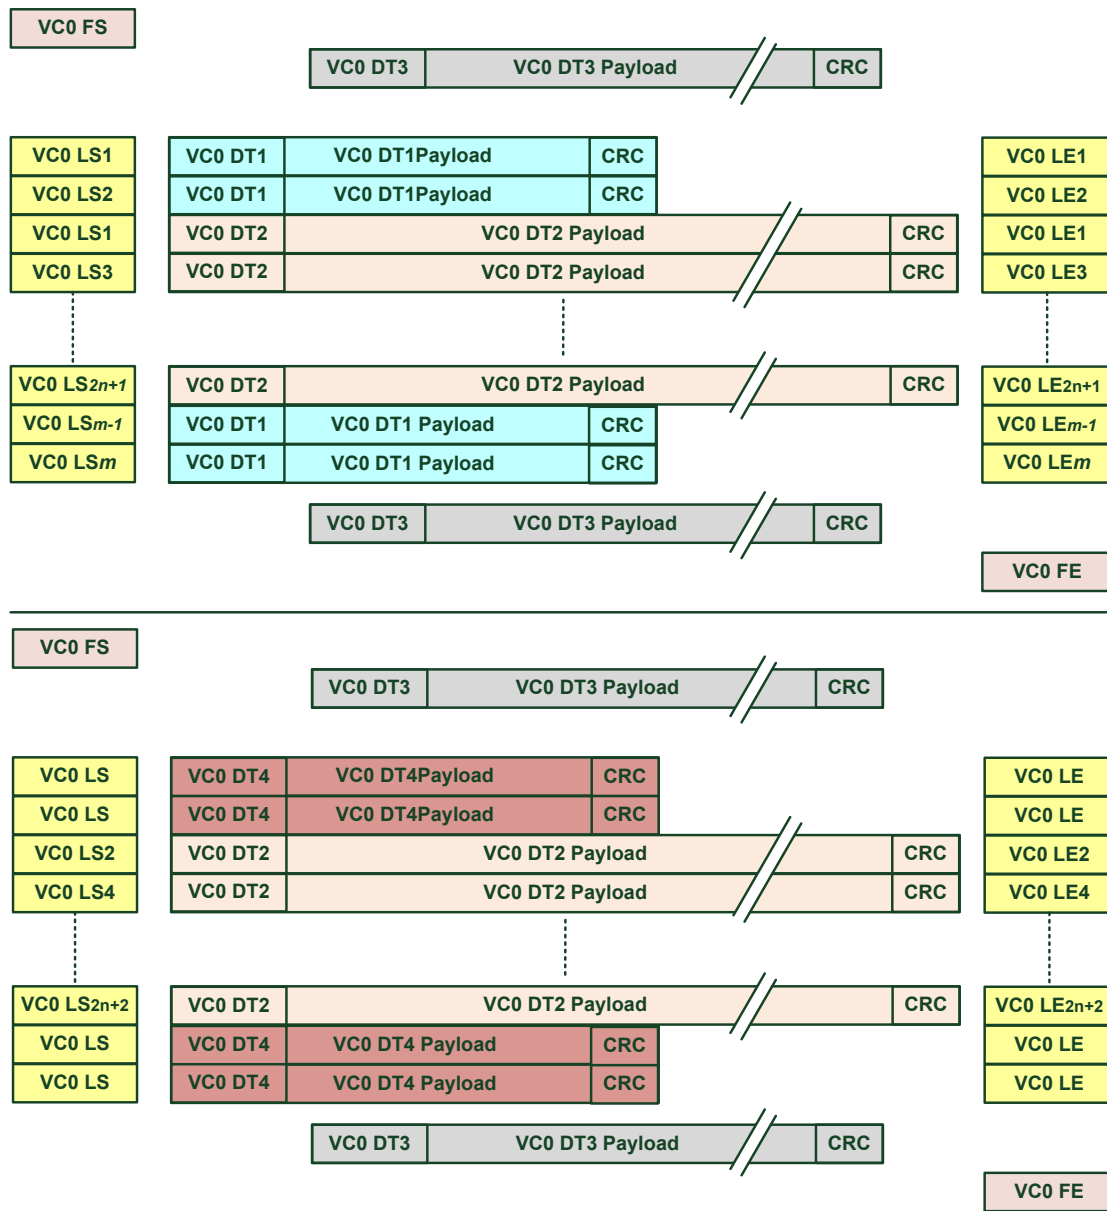 VC0 FS
VC0 DT3 VC0 DT3 Payload CRC
VC0 LS1 VC0 DT1 VC0 DT1Payload CRC VC0 LE1
VC0 LS2 VC0 DT1 VC0 DT1Payload CRC VC0 LE2
VC0 LS1 VC0 DT2 VC0 DT2 Payload CRC VC0 LE1
VC0 LS3 VC0 DT2 VC0 DT2 Payload CRC VC0 LE3
VC0 LS2n+1 VC0 DT2 VC0 DT2 Payload CRC VC0 LE2n+1
VC0 LSm-1 VC0 DT1 VC0 DT1 Payload CRC VC0 LEm-1
VC0 LSm VC0 DT1 VC0 DT1 Payload CRC VC0 LEm
VC0 DT3 VC0 DT3 Payload CRC
VC0 FE
VC0 FS
VC0 DT3 VC0 DT3 Payload CRC
VC0 LS VC0 DT4 VC0 DT4Payload CRC VC0 LE
VC0 LS VC0 DT4 VC0 DT4Payload CRC VC0 LE
VC0 LS2 VC0 DT2 VC0 DT2 Payload CRC VC0 LE2
VC0 LS4 VC0 DT2 VC0 DT2 Payload CRC VC0 LE4
VC0 LS2n+2 VC0 DT2 VC0 DT2 Payload CRC VC0 LE2n+2
VC0 LS VC0 DT4 VC0 DT4 Payload CRC VC0 LE
VC0 LS VC0 DT4 VC0 DT4 Payload CRC VC0 LE
VC0 DT3 VC0 DT3 Payload CRC
VC0 FE